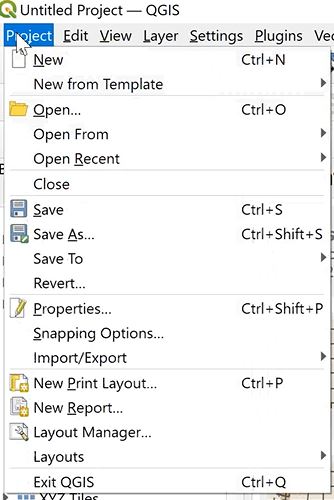 Untitled Project — QGIS
Project Edit View Layer Settings Plugins
New Ctrl+N
New from Template
Open... Ctrl+O
Open From
Open Recent
Close
Save Ctrl+S
Save As... Ctrl+Shift+S
Save To
Revert...
Properties... Ctrl+Shift+P
Snapping Options...
Import/Export
New Print Layout... Ctrl+P
New Report...
Layout Manager...
Layouts
Exit QGIS Ctrl+Q
XYZ Tiles